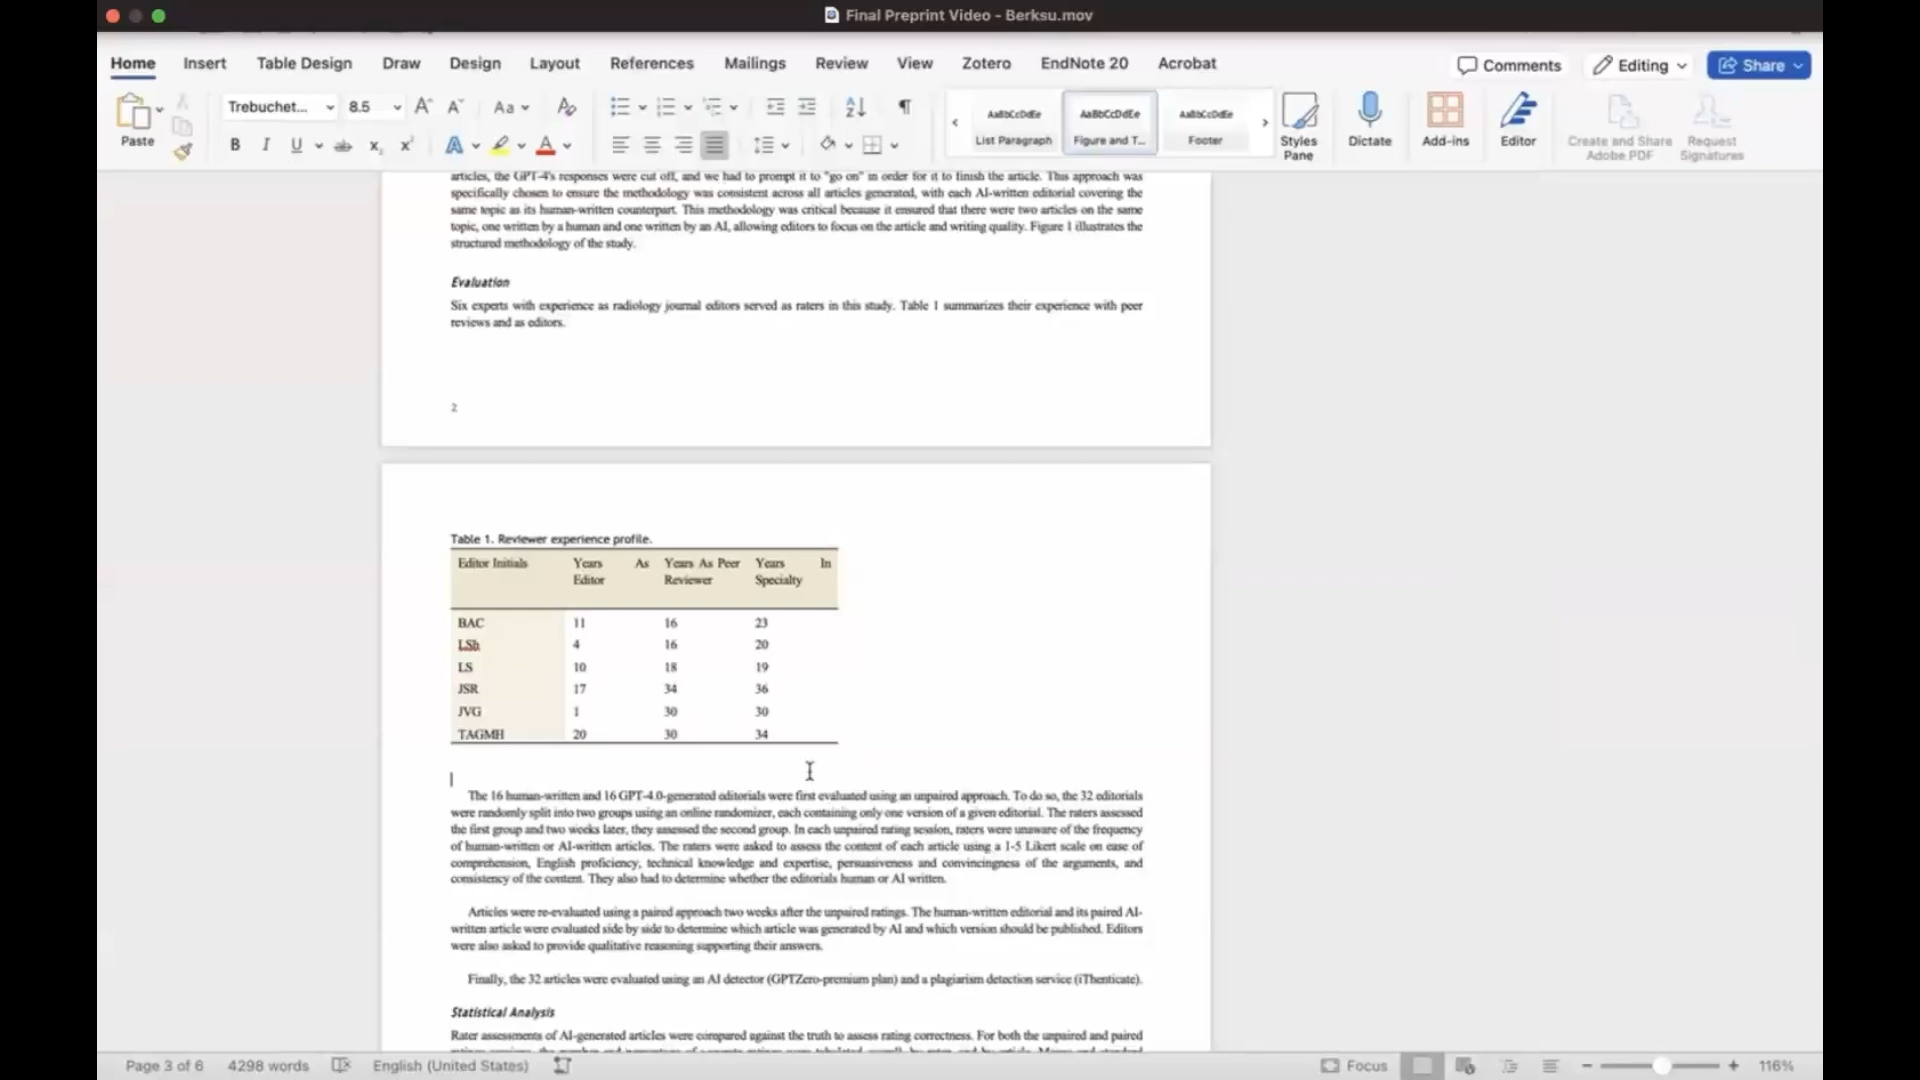 Final Preprint Video - Berksu.mov
Home Insert Table Design Draw Design Layout References Mailings Review View Zotero EndNote 20 Acrobat Comments Editing Share
Paste
Trebuchet... 8.5 Aa
B I U ab x x
AaBbCcDdEe AaBbCcDdEe AaBbCcDdEe
List Paragraph Figure and T... Footer
Styles Pane
Dictate
Add-ins
Editor
Create and Share Adobe PDF
Request Signatures
articles, the GPT-4's responses were cut off, and we had to prompt it to "go on" in order for it to finish the article. This approach was
specifically chosen to ensure the methodology was consistent across all articles generated, with each AI-written editorial covering the
same topic as its human-written counterpart. This methodology was critical because it ensured that there were two articles on the same
topic, one written by a human and one written by an AI, allowing editors to focus on the article and writing quality. Figure 1 illustrates the
structured methodology of the study.
Evaluation
Six experts with experience as radiology journal editors served as raters in this study. Table 1 summarizes their experience with peer
reviews and as editors.
2
Table 1. Reviewer experience profile.
Editor Initials Years As Editor Years As Peer Reviewer Years In Specialty
BAC 11 16 23
LSh 4 16 20
LS 10 18 19
JSR 17 34 36
JVG 1 30 30
TAGMH 20 30 34
The 16 human-written and 16 GPT-4.0-generated editorials were first evaluated using an unpaired approach. To do so, the 32 editorials
were randomly split into two groups using an online randomizer, each containing only one version of a given editorial. The raters assessed
the first group and two weeks later, they assessed the second group. In each unpaired rating session, raters were unaware of the frequency
of human-written or AI-written articles. The raters were asked to assess the content of each article using a 1-5 Likert scale on ease of
comprehension, English proficiency, technical knowledge and expertise, persuasiveness and convincingness of the arguments, and
consistency of the content. They also had to determine whether the editorials human or AI written.
Articles were re-evaluated using a paired approach two weeks after the unpaired ratings. The human-written editorial and its paired AI-
written article were evaluated side by side to determine which article was generated by AI and which version should be published. Editors
were also asked to provide qualitative reasoning supporting their answers.
Finally, the 32 articles were evaluated using an AI detector (GPTZero-premium plan) and a plagiarism detection service (iThenticate).
Statistical Analysis
Rater assessments of AI-generated articles were compared against the truth to assess rating correctness. For both the unpaired and paired
Page 3 of 6 4298 words English (United States) Focus 116%